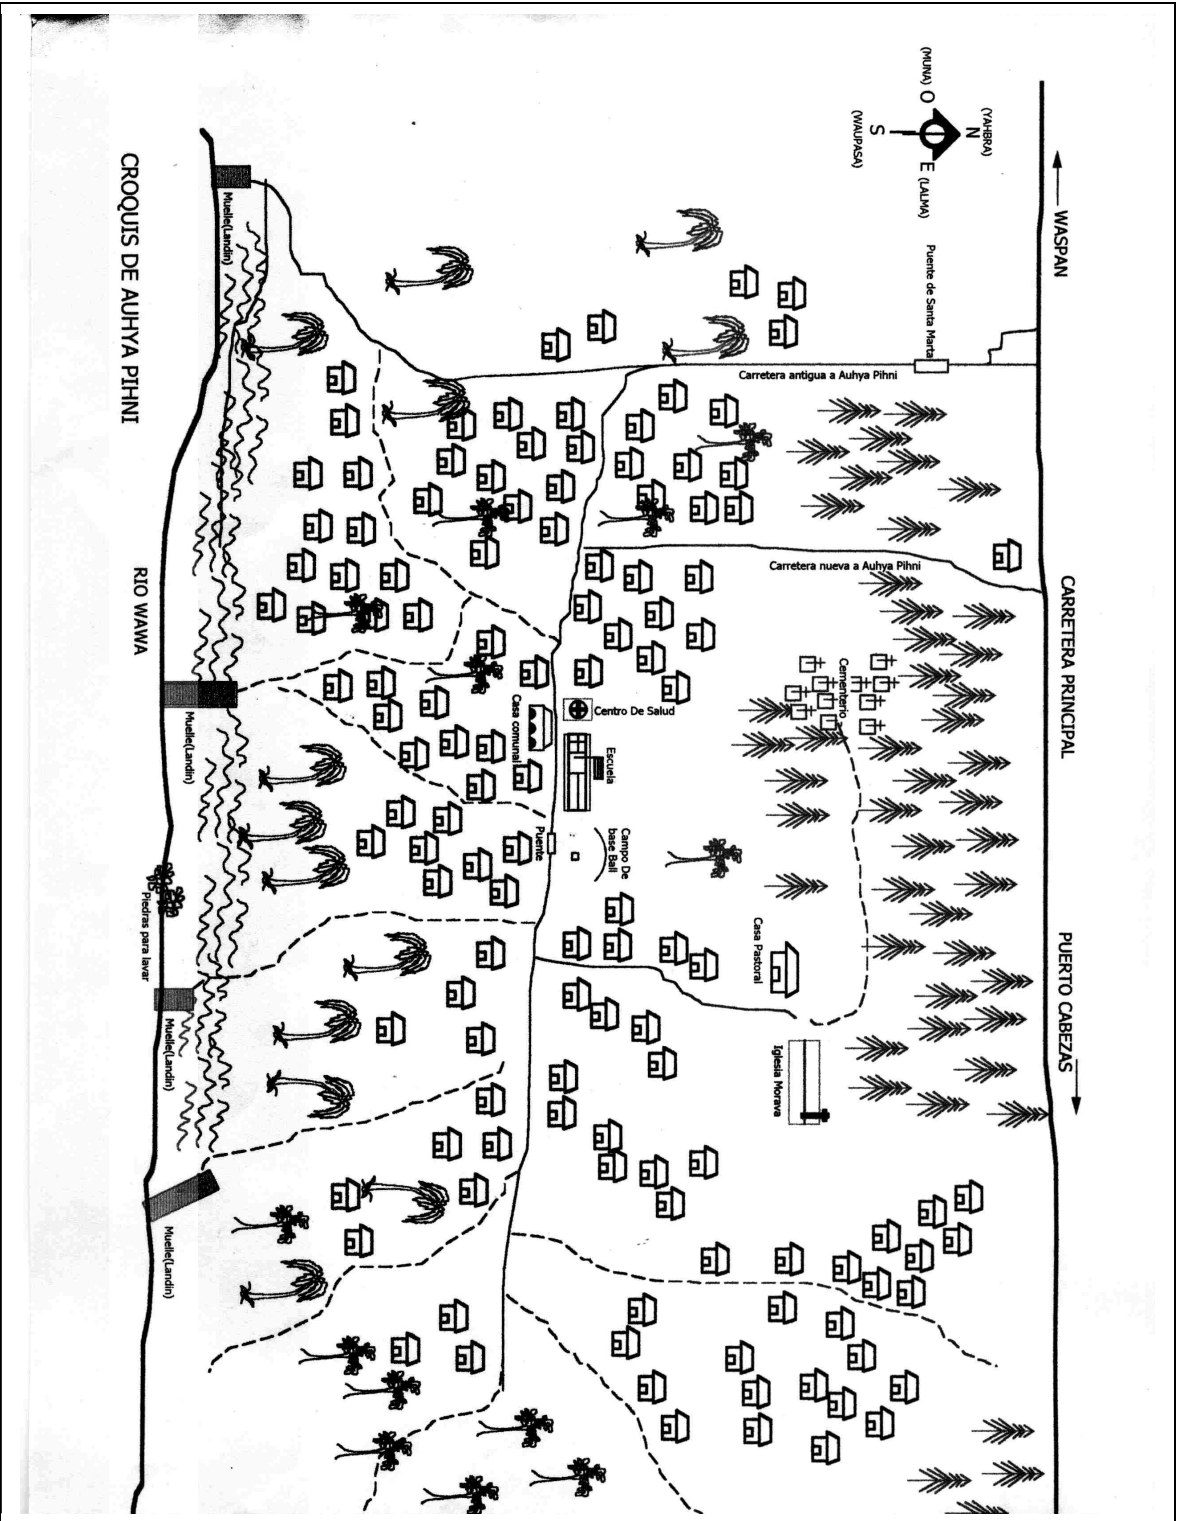 CROQUIS DE AUHYA PIHNI
WASPAN
CARRETERA PRINCIPAL
PUERTO CABEZAS
(YAHBRA)
N
(MUNA)
O
E
(LALMA)
S
(WAUPASA)
Puente de Santa Marta
Carretera antigua a Auhya Pihni
Carretera nueva a Auhya Pihni
Cementerio
Centro De Salud
Casa comunal
Escuela
Campo De
base Ball
Puente
Casa Pastoral
Iglesia Morava
Muelle(Landin)
RIO WAWA
Muelle(Landin)
Piedras para lavar
Muelle(Landin)
Muelle(Landin)